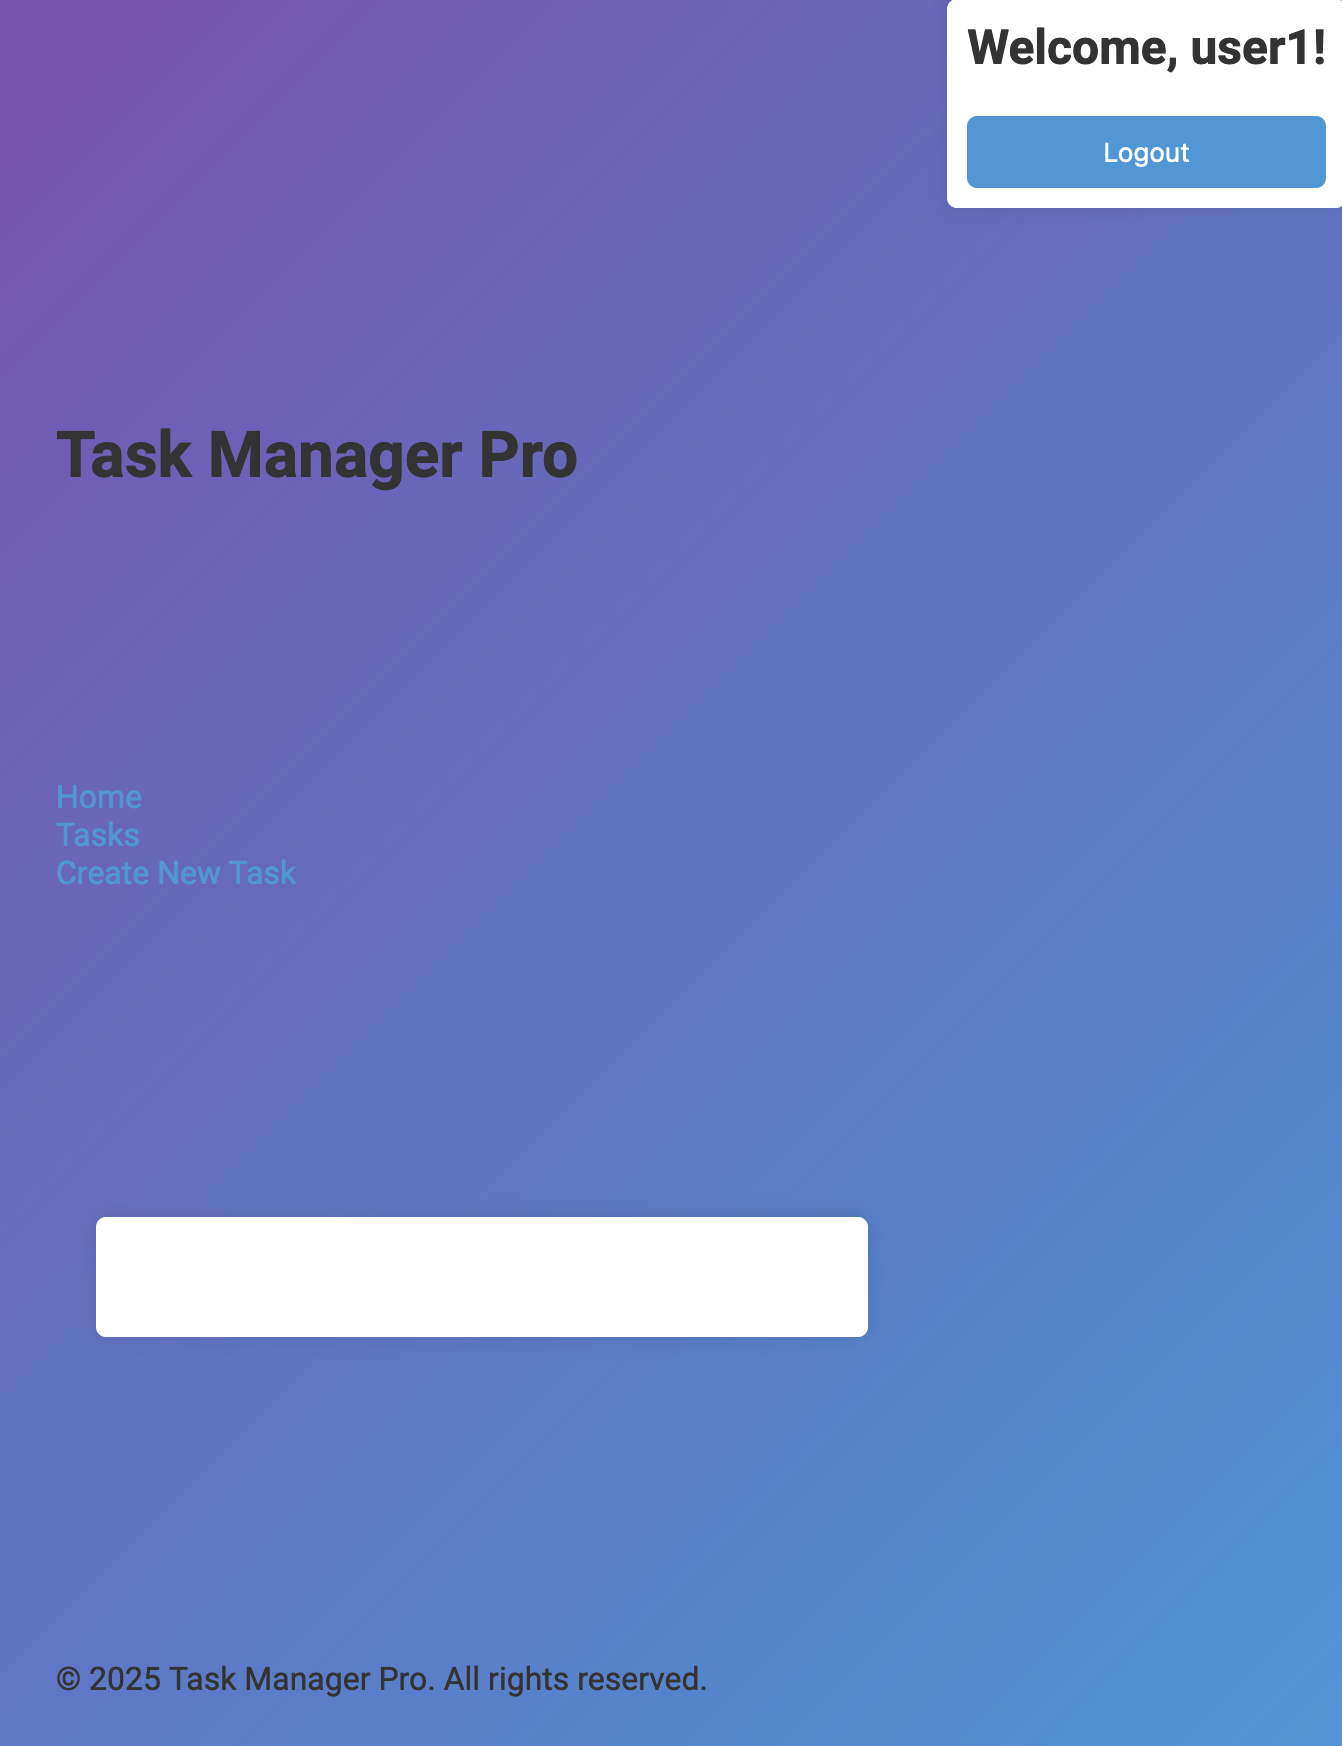 Welcome, user1!
Logout
Task Manager Pro
Home
Tasks
Create New Task
© 2025 Task Manager Pro. All rights reserved.